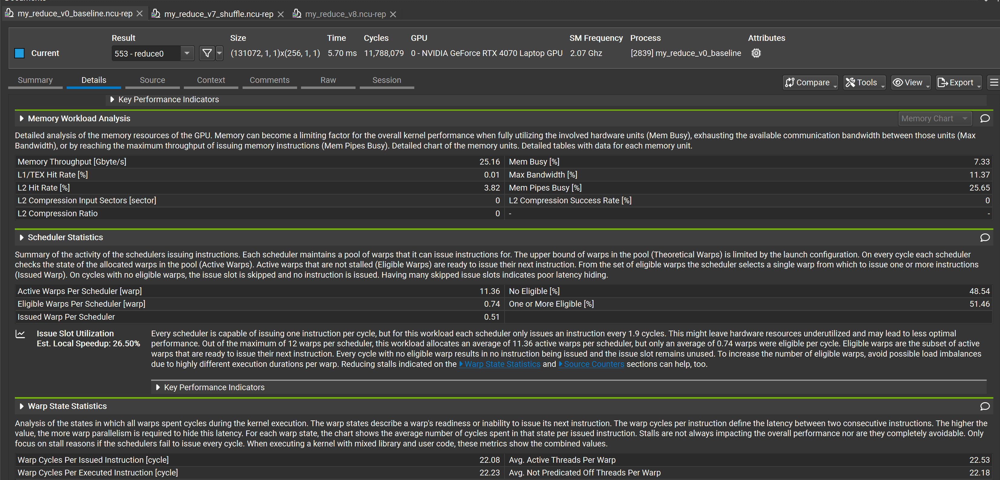 my_reduce_v0_baseline.ncu-rep my_reduce_v7_shuffle.ncu-rep my_reduce_v8.ncu-rep
Result Size Time Cycles GPU SM Frequency Process Attributes
Current 553 - reduce0 (131072, 1, 1)x(256, 1, 1) 5.70 ms 11,788,079 0 - NVIDIA GeForce RTX 4070 Laptop GPU 2.07 Ghz [2839] my_reduce_v0_baseline
Summary Details Source Context Comments Raw Session Compare Tools View Export
Key Performance Indicators
Memory Workload Analysis Memory Chart
Detailed analysis of the memory resources of the GPU. Memory can become a limiting factor for the overall kernel performance when fully utilizing the involved hardware units (Mem Busy), exhausting the available communication bandwidth between those units (Max
Bandwidth), or by reaching the maximum throughput of issuing memory instructions (Mem Pipes Busy). Detailed chart of the memory units. Detailed tables with data for each memory unit.
Memory Throughput [Gbyte/s] 25.16 Mem Busy [%] 7.33
L1/TEX Hit Rate [%] 0.01 Max Bandwidth [%] 11.37
L2 Hit Rate [%] 3.82 Mem Pipes Busy [%] 25.65
L2 Compression Input Sectors [sector] 0 L2 Compression Success Rate [%] 0
L2 Compression Ratio 0 - -
Scheduler Statistics
Summary of the activity of the schedulers issuing instructions. Each scheduler maintains a pool of warps that it can issue instructions for. The upper bound of warps in the pool (Theoretical Warps) is limited by the launch configuration. On every cycle each scheduler
checks the state of the allocated warps in the pool (Active Warps). Active warps that are not stalled (Eligible Warps) are ready to issue their next instruction. From the set of eligible warps the scheduler selects a single warp from which to issue one or more instructions
(Issued Warp). On cycles with no eligible warps, the issue slot is skipped and no instruction is issued. Having many skipped issue slots indicates poor latency hiding.
Active Warps Per Scheduler [warp] 11.36 No Eligible [%] 48.54
Eligible Warps Per Scheduler [warp] 0.74 One or More Eligible [%] 51.46
Issued Warp Per Scheduler 0.51
Issue Slot Utilization
Est. Local Speedup: 26.50%
Every scheduler is capable of issuing one instruction per cycle, but for this workload each scheduler only issues an instruction every 1.9 cycles. This might leave hardware resources underutilized and may lead to less optimal
performance. Out of the maximum of 12 warps per scheduler, this workload allocates an average of 11.36 active warps per scheduler, but only an average of 0.74 warps were eligible per cycle. Eligible warps are the subset of active
warps that are ready to issue their next instruction. Every cycle with no eligible warp results in no instruction being issued and the issue slot remains unused. To increase the number of eligible warps, avoid possible load imbalances
due to highly different execution durations per warp. Reducing stalls indicated on the Warp State Statistics and Source Counters sections can help, too.
Key Performance Indicators
Warp State Statistics
Analysis of the states in which all warps spent cycles during the kernel execution. The warp states describe a warp's readiness or inability to issue its next instruction. The warp cycles per instruction define the latency between two consecutive instructions. The higher the
value, the more warp parallelism is required to hide this latency. For each warp state, the chart shows the average number of cycles spent in that state per issued instruction. Stalls are not always impacting the overall performance nor are they completely avoidable. Only
focus on stall reasons if the schedulers fail to issue every cycle. When executing a kernel with mixed library and user code, these metrics show the combined values.
Warp Cycles Per Issued Instruction [cycle] 22.08 Avg. Active Threads Per Warp 22.53
Warp Cycles Per Executed Instruction [cycle] 22.23 Avg. Not Predicated Off Threads Per Warp 22.18